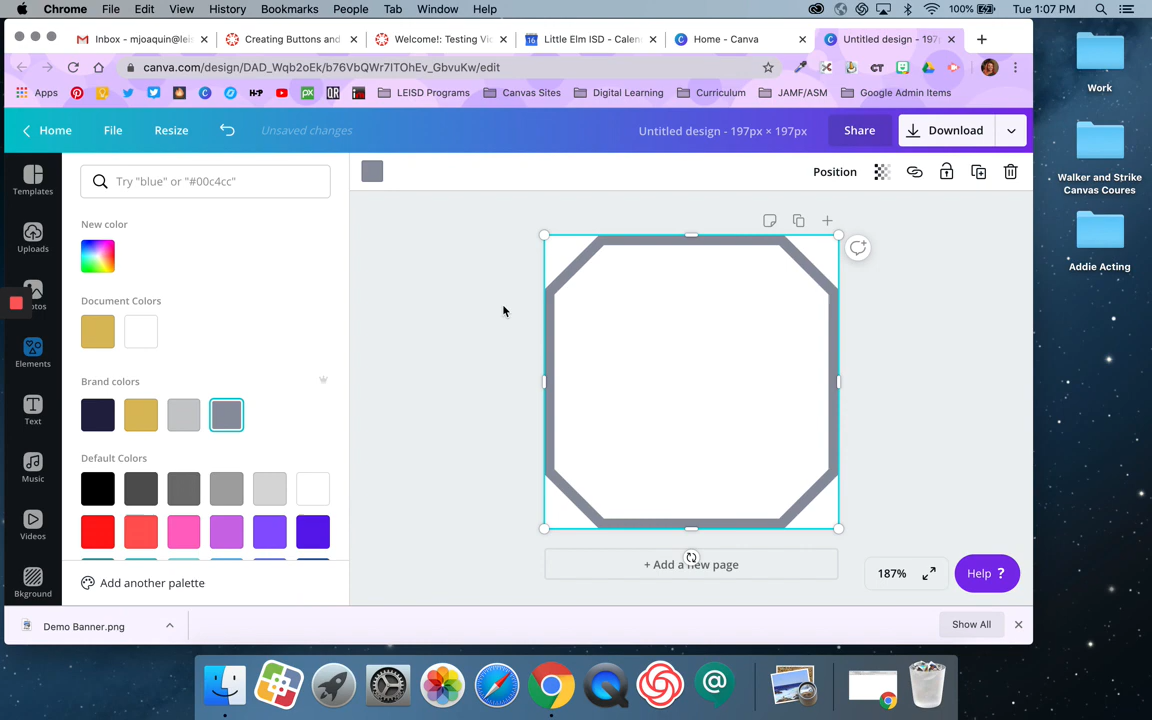 Chrome File Edit View History Bookmarks People Tab Window Help 100% Tue 1:07 PM
Inbox - mjoaquin@leis Creating Buttons and Welcome!: Testing Vi Little Elm ISD - Calen Home - Canva Untitled design - 197
canva.com/design/DAD_Wqb2oEk/b76VbQWr7lTOhEv_GbvuKw/edit
Apps LEISD Programs Canvas Sites Digital Learning Curriculum JAMF/ASM Google Admin Items
Home File Resize Unsaved changes Untitled design - 197px × 197px Share Download
Try "blue" or "#00c4cc"
Position
Templates
New color
Uploads
Document Colors
Elements
Brand colors
Text
Default Colors
Music
Videos
Bkground
Add another palette
+ Add a new page
187%
Help ?
Demo Banner.png
Show All
Work
Walker and Strike
Canvas Coures
Addie Acting